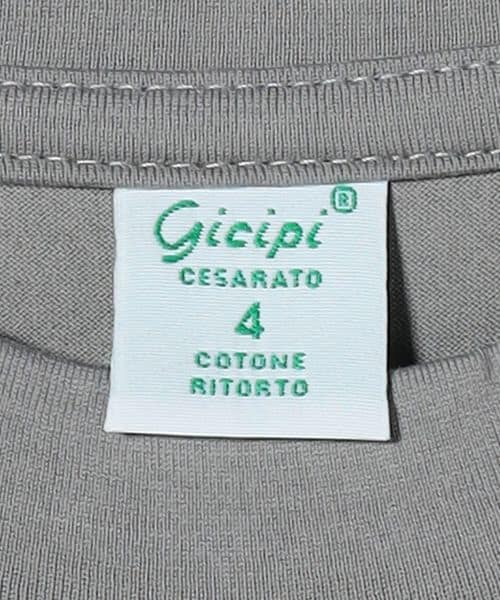 Gicipi®
CESARATO
4
COTONE
RITORTO